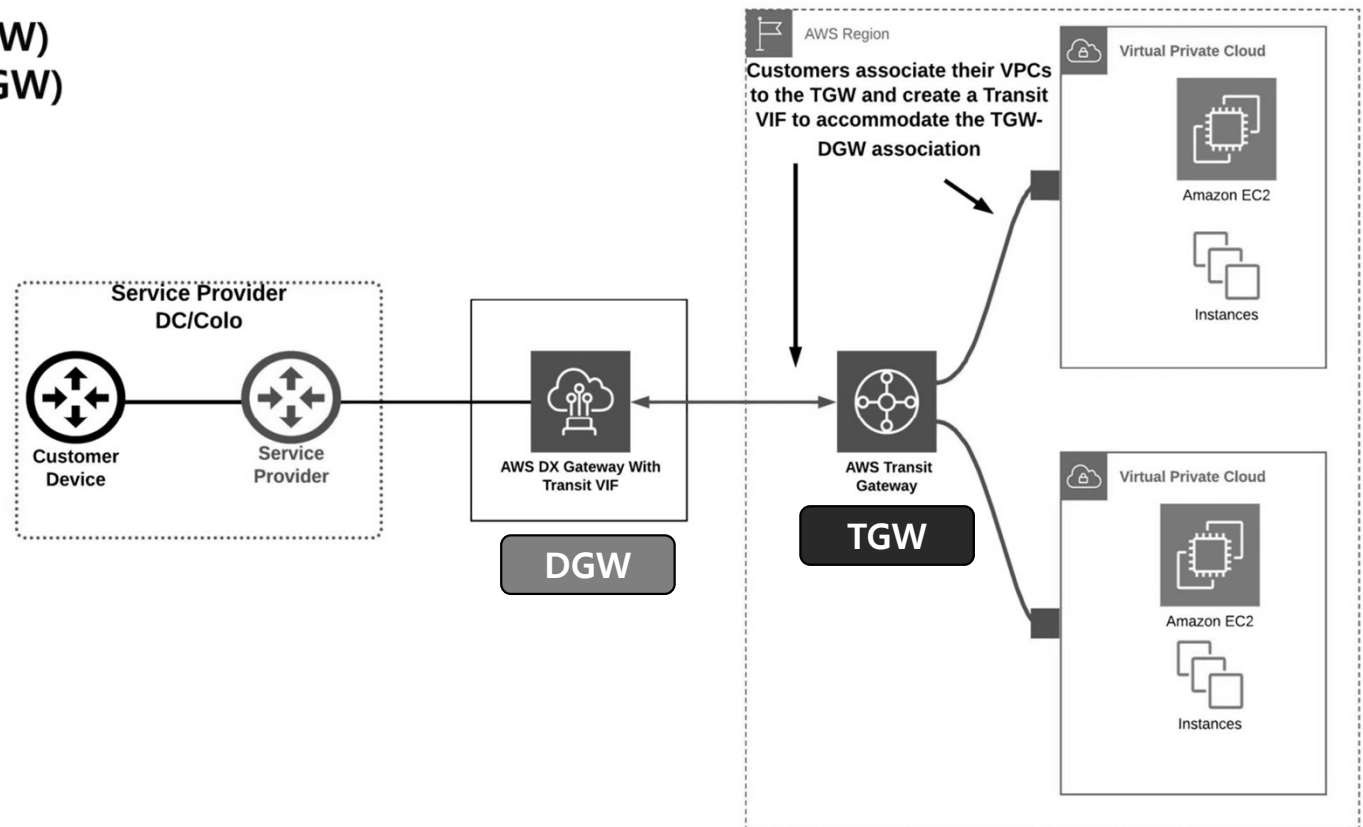 W)
GW)
AWS Region
Virtual Private Cloud
Customers associate their VPCs
to the TGW and create a Transit
VIF to accommodate the TGW-
DGW association
Amazon EC2
Instances
Service Provider
DC/Colo
Customer
Device
Service
Provider
AWS DX Gateway With
Transit VIF
DGW
AWS Transit
Gateway
TGW
Virtual Private Cloud
Amazon EC2
Instances